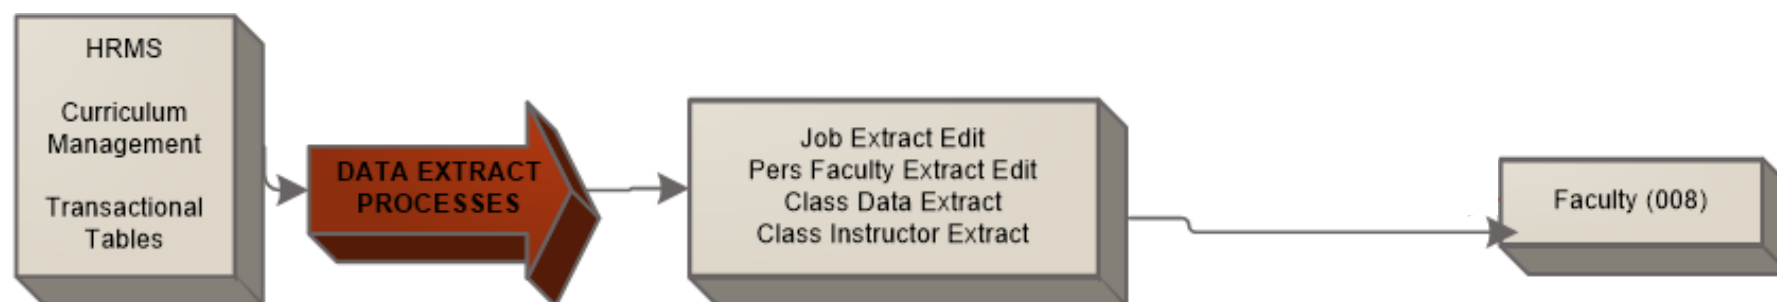 HRMS
Curriculum
Management
Transactional
Tables
DATA EXTRACT
PROCESSES
Job Extract Edit
Pers Faculty Extract Edit
Class Data Extract
Class Instructor Extract
Faculty (008)